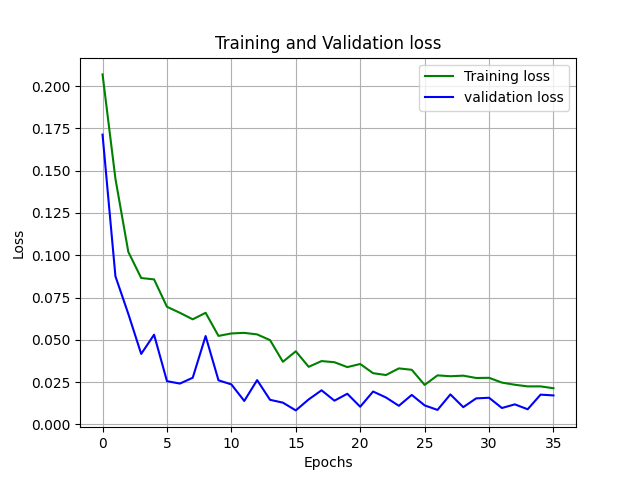 Training and Validation loss
Training loss
validation loss
0.200
0.175
0.150
0.125
0.100
0.075
0.050
0.025
0.000
Loss
0 5 10 15 20 25 30 35
Epochs